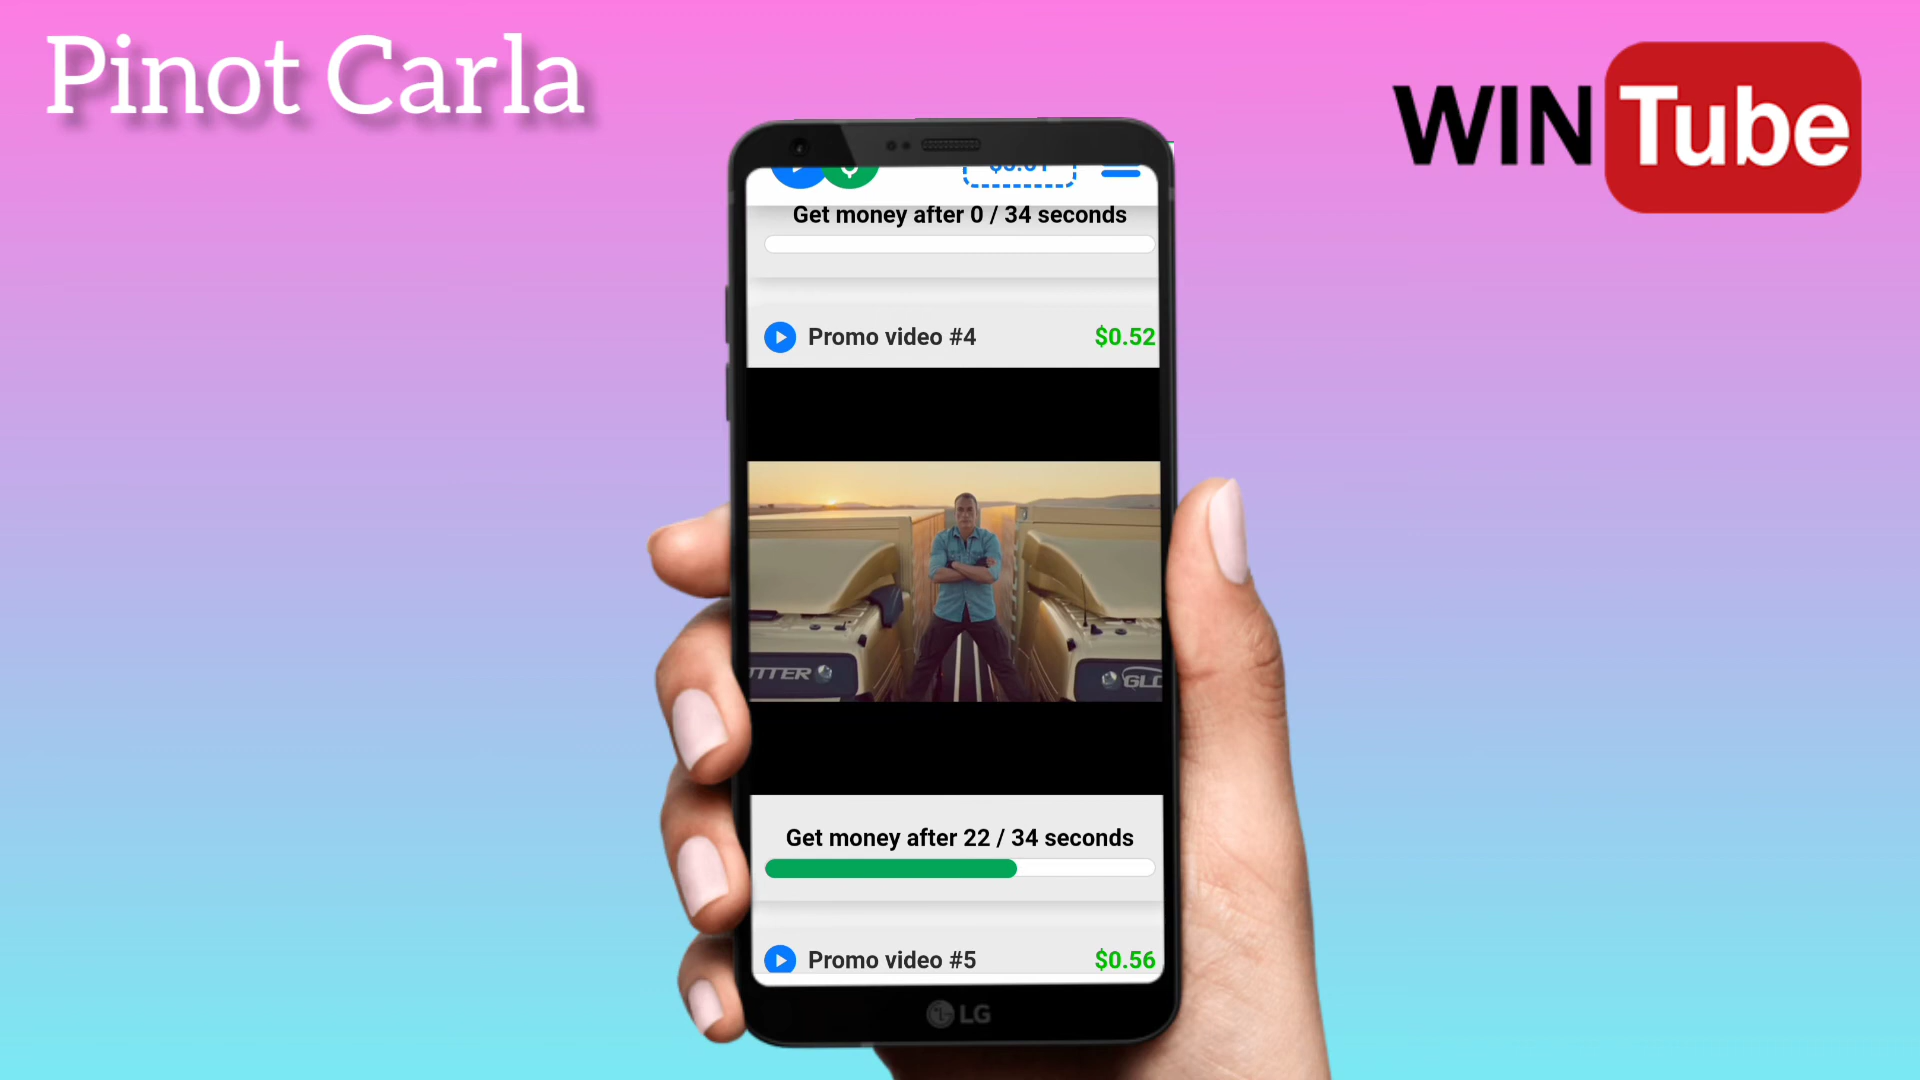 Pinot Carla
WIN Tube
Get money after 0 / 34 seconds
Promo video #4
$0.52
GL
Get money after 22 / 34 seconds
Promo video #5
$0.56
LG